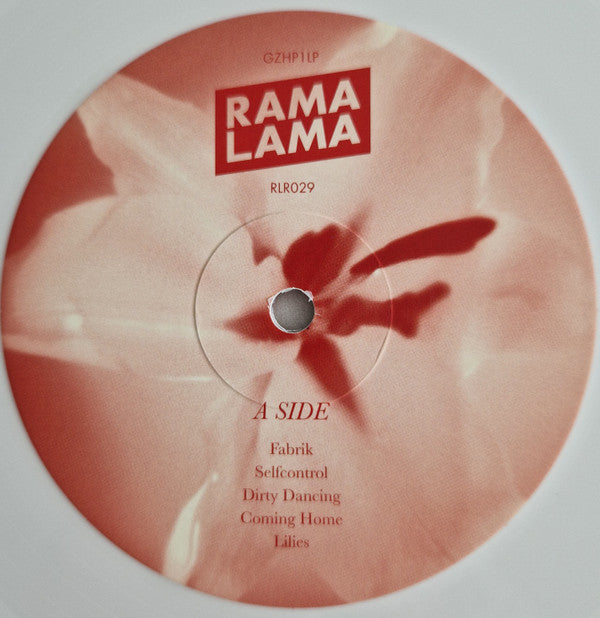 GZHP1LP
RAMA
LAMA
RLR029
A SIDE
Fabrik
Selfcontrol
Dirty Dancing
Coming Home
Lilies